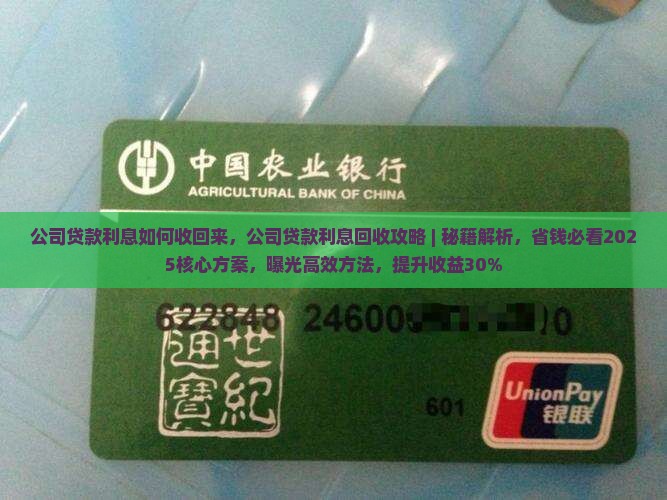 中国农业银行
AGRICULTURAL BANK OF CHINA
公司贷款利息如何收回来，公司贷款利息回收攻略 | 秘籍解析，省钱必看202
5核心方案，曝光高效方法，提升收益30%
622848 24600
0
世紀
通寶
601
UnionPay
银联